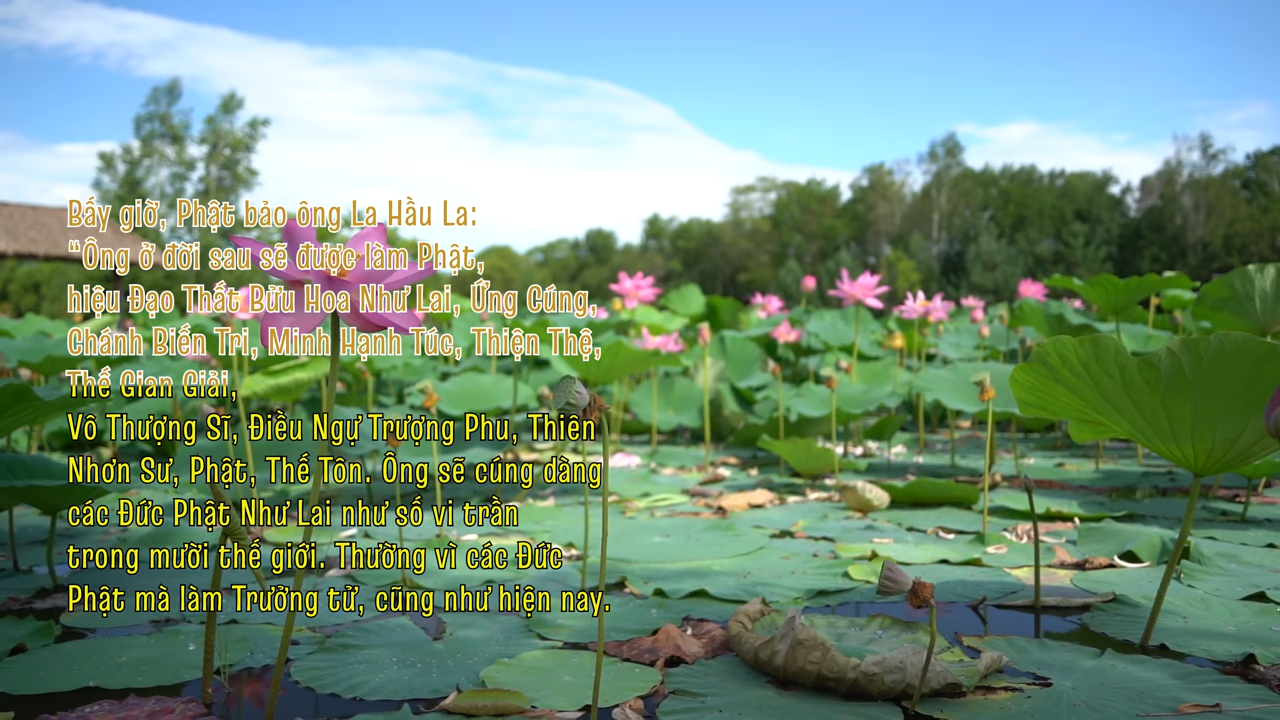 Bấy giờ, Phật bảo ông La Hầu La:
“Ông ở đời sau sẽ được làm Phật,
hiệu Đạo Thất Bửu Hoa Như Lai, Ứng Cúng,
Chánh Biến Tri, Minh Hạnh Túc, Thiện Thệ,
Thế Gian Giải,
Vô Thượng Sĩ, Điều Ngự Trượng Phu, Thiên
Nhơn Sư, Phật, Thế Tôn. Ông sẽ cúng dàng
các Đức Phật Như Lai như số vi trần
trong mười thế giới. Thường vì các Đức
Phật mà làm Trưởng tử, cũng như hiện nay.